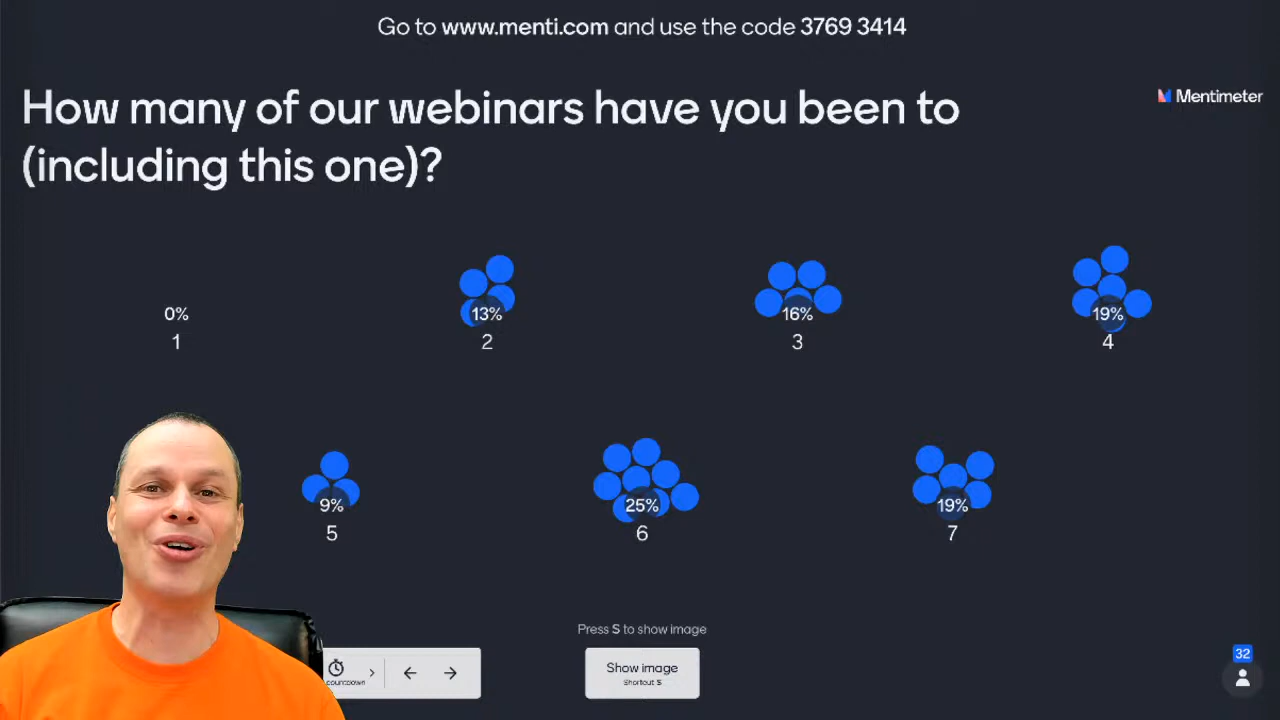 Go to www.menti.com and use the code 3769 3414
How many of our webinars have you been to
(including this one)?
Mentimeter
0%
1
13%
2
16%
3
19%
4
9%
5
25%
6
19%
7
Press S to show image
countdown
Show image
Shortcut S
32